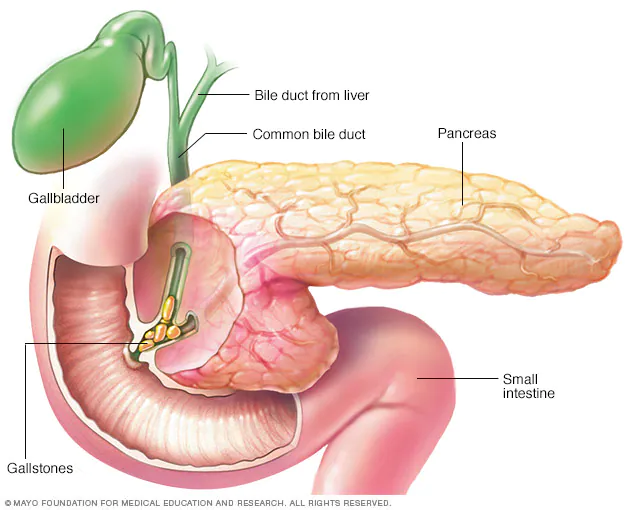 Bile duct from liver
Common bile duct
Pancreas
Gallbladder
Small
intestine
Gallstones
© MAYO FOUNDATION FOR MEDICAL EDUCATION AND RESEARCH. ALL RIGHTS RESERVED.